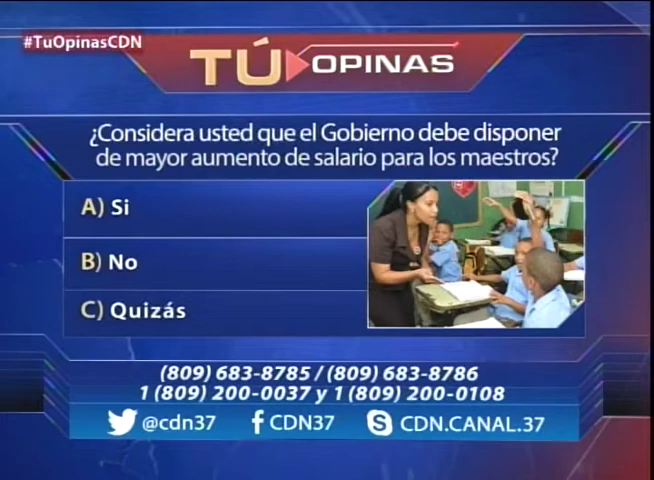 #TuOpinasCDN
TÚ OPINAS
¿Considera usted que el Gobierno debe disponer
de mayor aumento de salario para los maestros?
A) Si
B) No
C) Quizás
(809) 683-8785 / (809) 683-8786
1 (809) 200-0037 y 1 (809) 200-0108
@cdn37 CDN37 CDN.CANAL.37